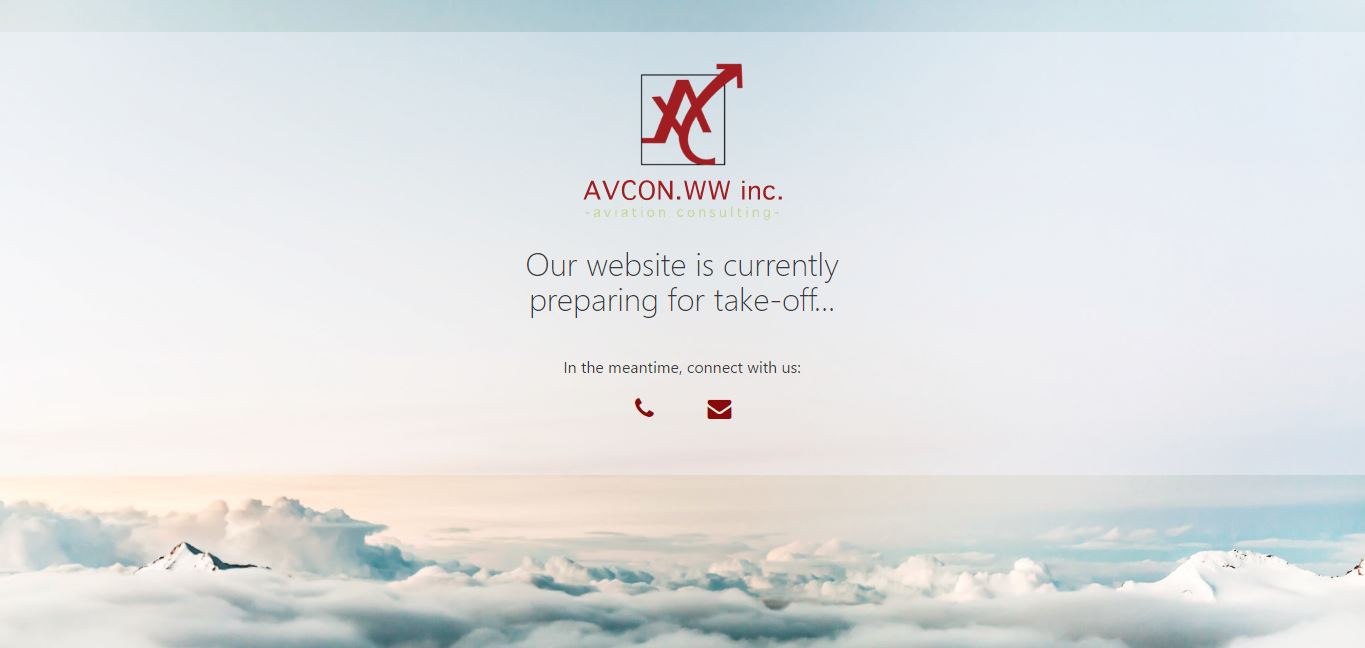 AVCON.WW inc.
-aviation consulting-
Our website is currently
preparing for take-off...
In the meantime, connect with us: